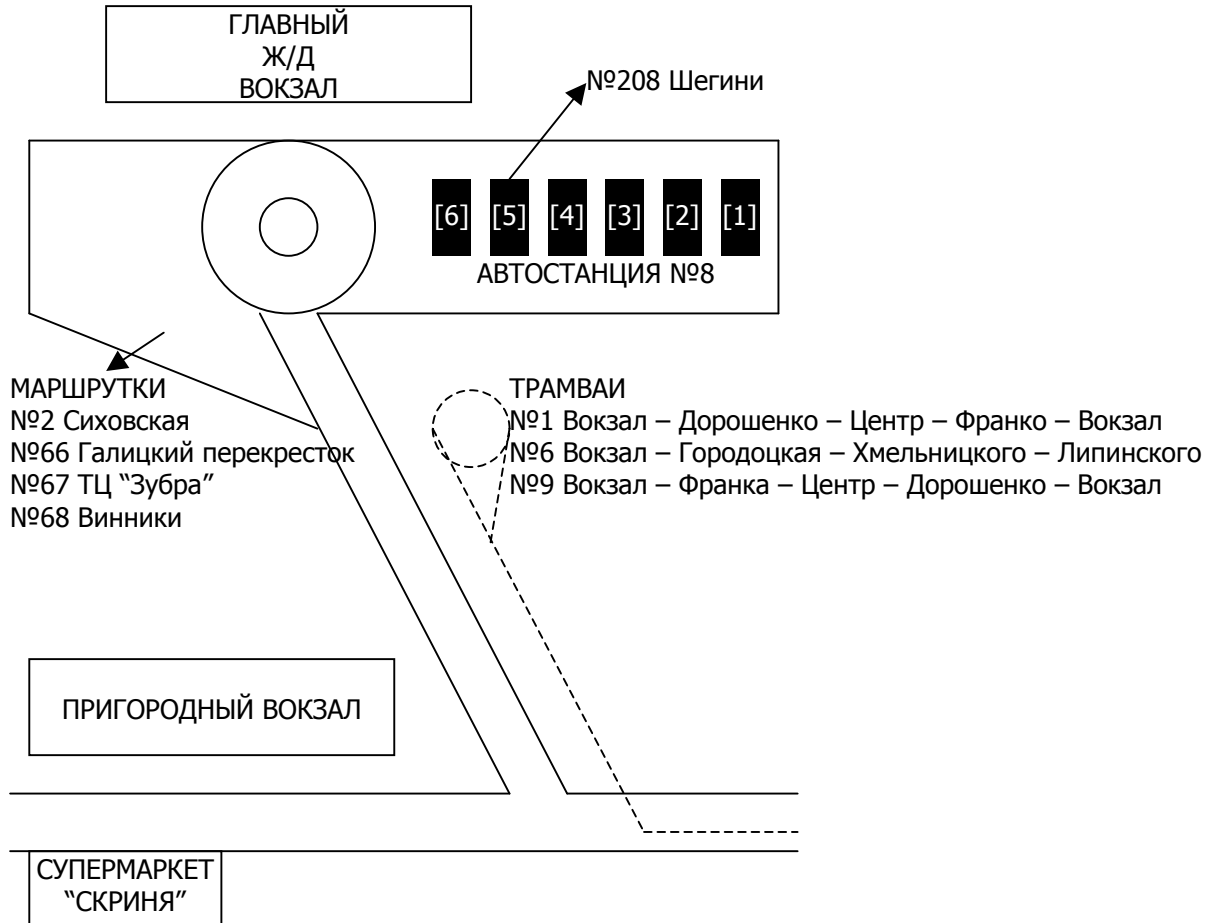 ГЛАВНЫЙ
Ж/Д
ВОКЗАЛ
№208 Шегини
[6] [5] [4] [3] [2] [1]
АВТОСТАНЦИЯ №8
МАРШРУТКИ
№2 Сиховская
№66 Галицкий перекресток
№67 ТЦ “Зубра”
№68 Винники
ТРАМВАИ
№1 Вокзал – Дорошенко – Центр – Франко – Вокзал
№6 Вокзал – Городоцкая – Хмельницкого – Липинского
№9 Вокзал – Франка – Центр – Дорошенко – Вокзал
ПРИГОРОДНЫЙ ВОКЗАЛ
СУПЕРМАРКЕТ
“СКРИНЯ”